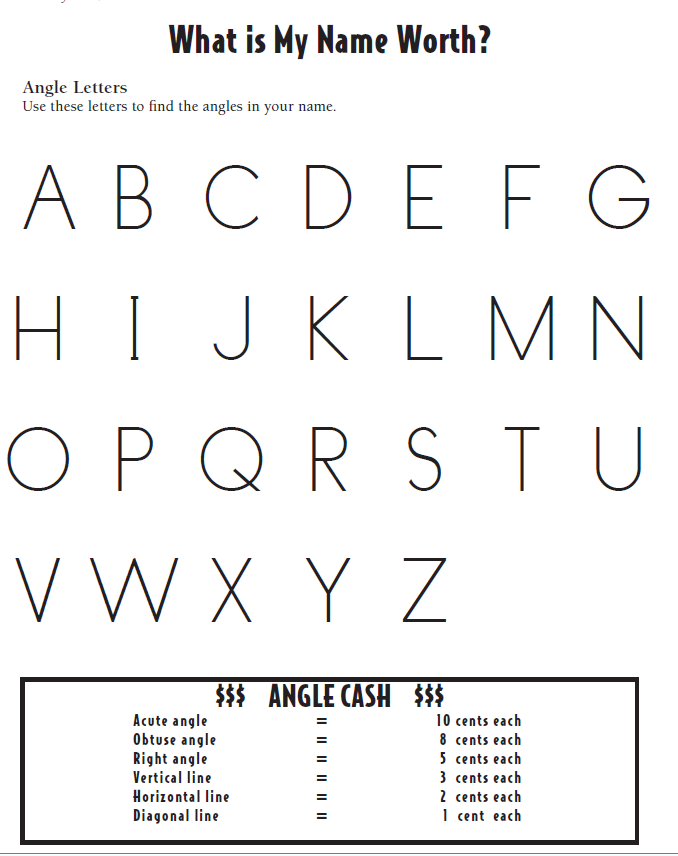 What is My Name Worth?
Angle Letters
Use these letters to find the angles in your name.
A B C D E F G
H I J K L M N
O P Q R S T U
V W X Y Z
$$$ ANGLE CASH $$$
Acute angle = 10 cents each
Obtuse angle = 8 cents each
Right angle = 5 cents each
Vertical line = 3 cents each
Horizontal line = 2 cents each
Diagonal line = 1 cent each